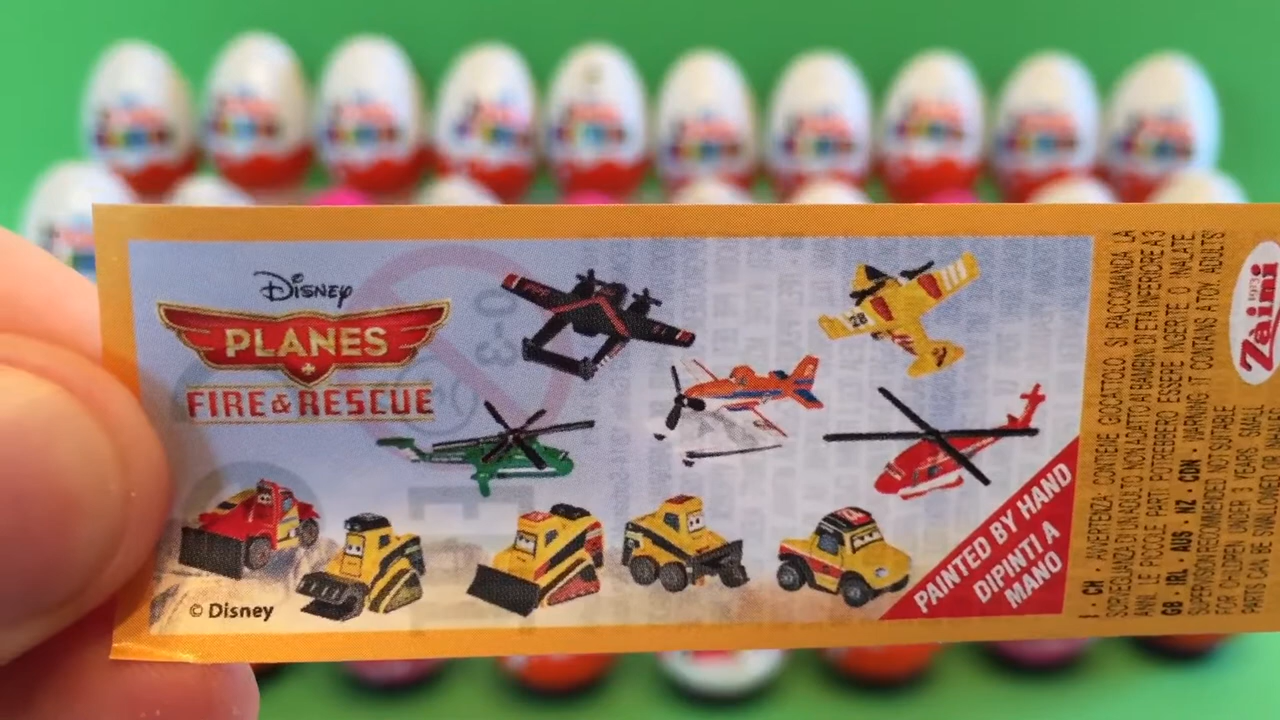 Disney
PLANES
FIRE & RESCUE
28
© Disney
PAINTED BY HAND
DIPINTI A
MANO
I - CH - AVVERTENZA: CONTIENE GIOCATTOLO. SI RACCOMANDA LA
SORVEGLIANZA DI UN ADULTO. NON ADATTO AI BAMBINI DI ETÀ INFERIORE A 3
ANNI. LE PICCOLE PARTI POTREBBERO ESSERE INGERITE O INALATE.
GB - IRL - AUS - NZ - CDN - WARNING: IT CONTAINS A TOY. ADULTS'
SUPERVISION RECOMMENDED. NOT SUITABLE
FOR CHILDREN UNDER 3 YEARS. SMALL
PARTS CAN BE SWALLOWED OR INHALED.
Zaini
1913